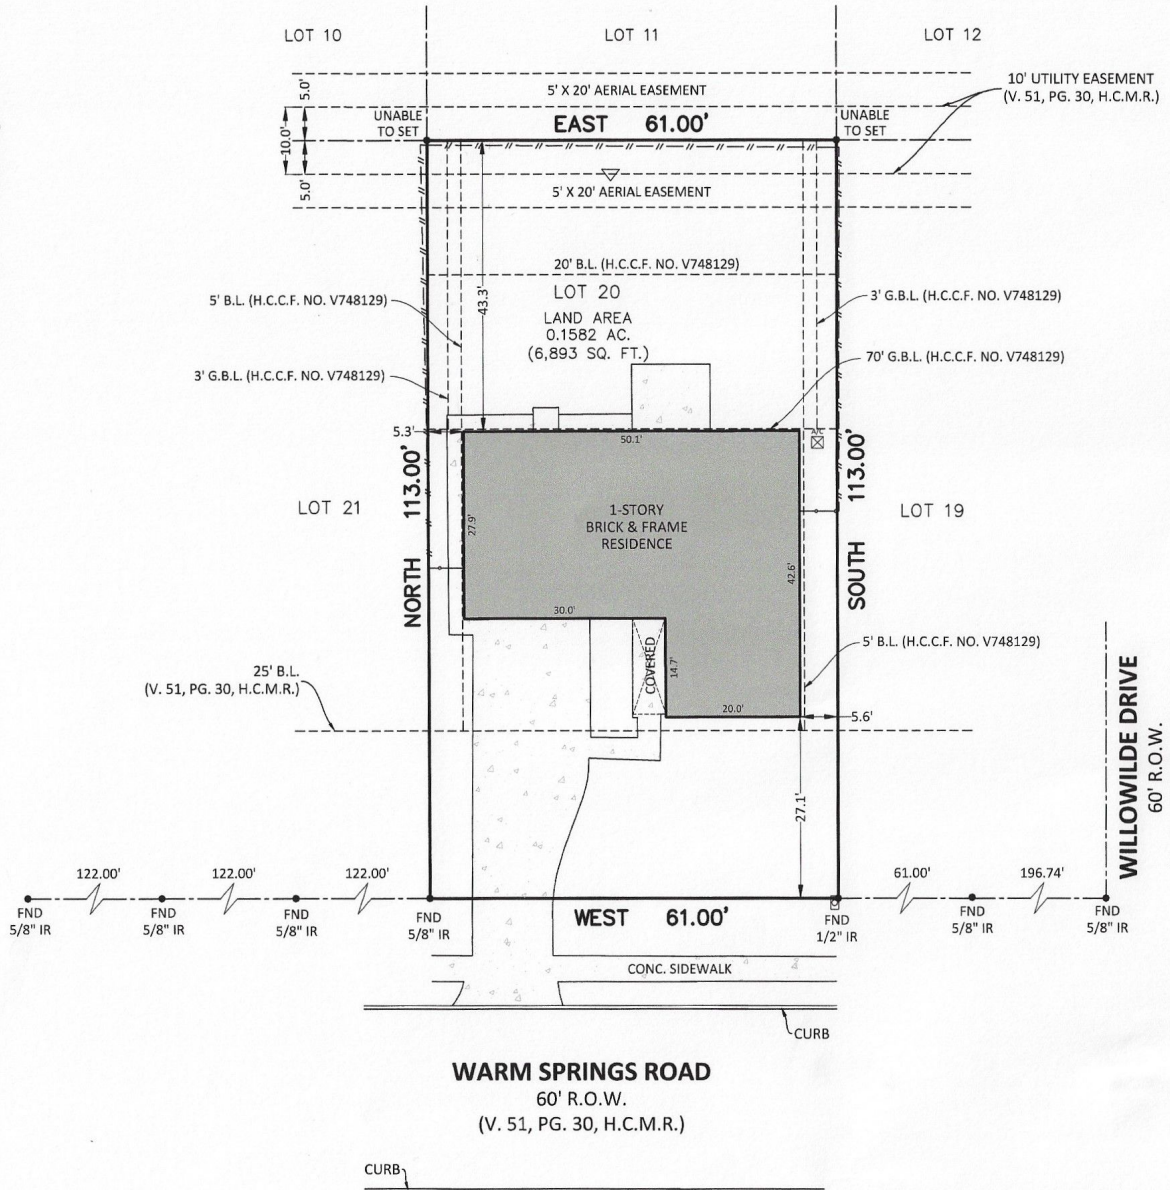 LOT 10
LOT 11
LOT 12
5' X 20' AERIAL EASEMENT
10' UTILITY EASEMENT
(V. 51, PG. 30, H.C.M.R.)
5.0'
10.0'
5.0'
UNABLE
TO SET
EAST 61.00'
UNABLE
TO SET
5' X 20' AERIAL EASEMENT
20' B.L. (H.C.C.F. NO. V748129)
5' B.L. (H.C.C.F. NO. V748129)
43.3'
LOT 20
LAND AREA
0.1582 AC.
(6,893 SQ. FT.)
3' G.B.L. (H.C.C.F. NO. V748129)
3' G.B.L. (H.C.C.F. NO. V748129)
70' G.B.L. (H.C.C.F. NO. V748129)
5.3'
50.1'
A/C
NORTH 113.00'
SOUTH 113.00'
LOT 21
27.9'
1-STORY
BRICK & FRAME
RESIDENCE
42.6'
LOT 19
30.0'
COVERED
14.7'
20.0'
5' B.L. (H.C.C.F. NO. V748129)
25' B.L.
(V. 51, PG. 30, H.C.M.R.)
5.6'
27.1'
WILLOWILDE DRIVE
60' R.O.W.
122.00'
122.00'
122.00'
61.00'
196.74'
FND
5/8" IR
FND
5/8" IR
FND
5/8" IR
FND
5/8" IR
WEST 61.00'
FND
1/2" IR
FND
5/8" IR
FND
5/8" IR
CONC. SIDEWALK
CURB
WARM SPRINGS ROAD
60' R.O.W.
(V. 51, PG. 30, H.C.M.R.)
CURB